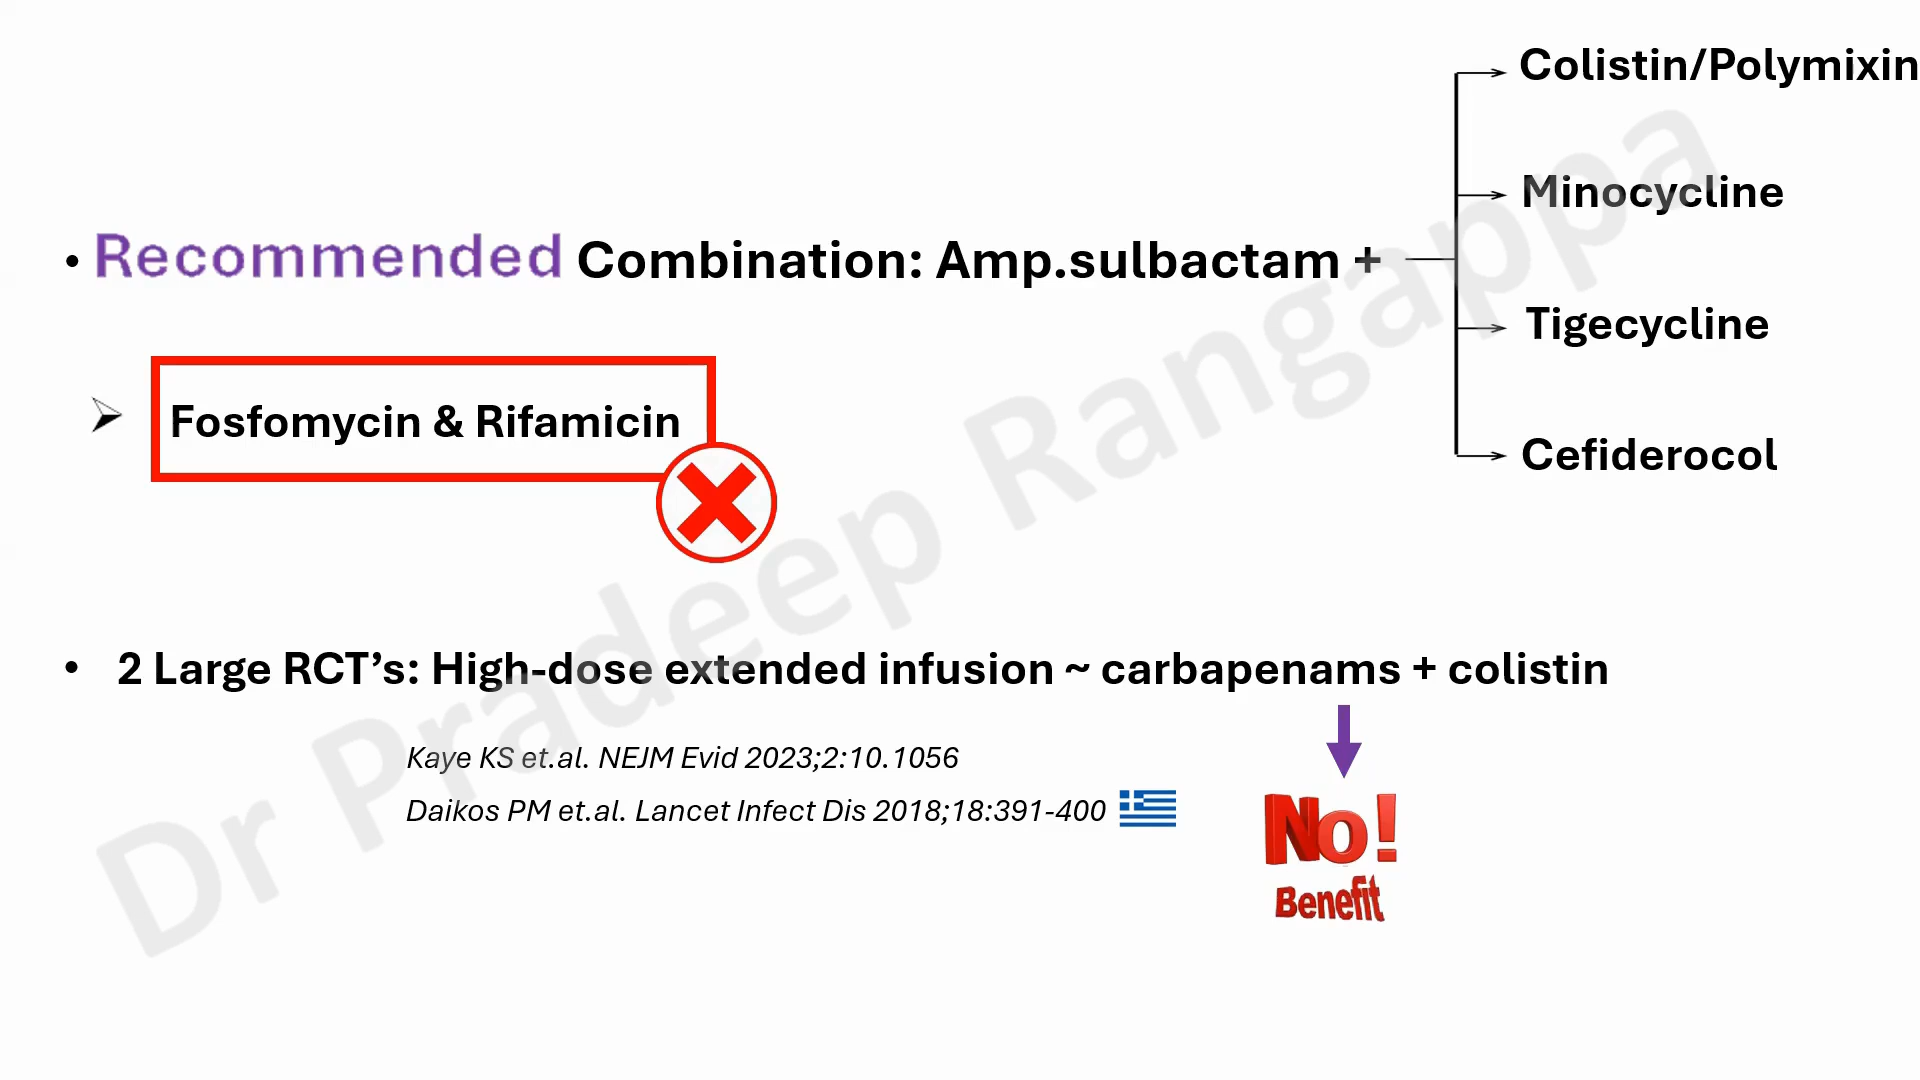 Colistin/Polymixin
Minocycline
• Recommended Combination: Amp.sulbactam +
Tigecycline
➢ Fosfomycin & Rifamicin
Cefiderocol
• 2 Large RCT’s: High-dose extended infusion ~ carbapenams + colistin
Kaye KS et.al. NEJM Evid 2023;2:10.1056
Daikos PM et.al. Lancet Infect Dis 2018;18:391-400
No!
Benefit
Dr Pradeep Rangappa